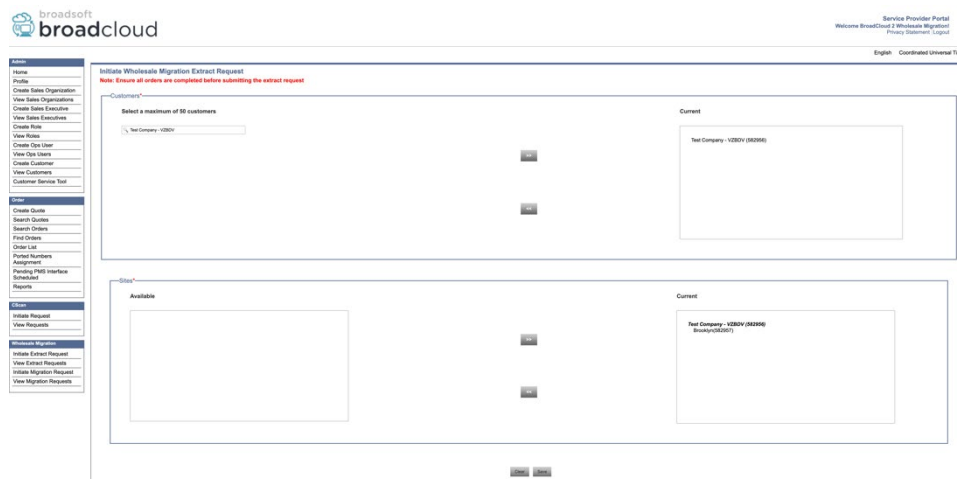 broadsoft
broadcloud
Service Provider Portal
Welcome BroadCloud 2 Wholesale Migration!
Privacy Statement Logout
English Coordinated Universal Ti
Admin
Home
Profile
Create Sales Organization
View Sales Organizations
Create Sales Executive
View Sales Executives
Create Role
View Roles
Create Ops User
View Ops Users
Create Customer
View Customers
Customer Service Tool
Order
Create Quote
Search Quotes
Search Orders
Find Orders
Order List
Ported Numbers
Assignment
Pending PMS Interface
Scheduled
Reports
CScan
Initiate Request
View Requests
Wholesale Migration
Initiate Extract Request
View Extract Requests
Initiate Migration Request
View Migration Requests
Initiate Wholesale Migration Extract Request
Note: Ensure all orders are completed before submitting the extract request
Customers*
Select a maximum of 50 customers
Test Company - VZBDV
Current
Test Company - VZBDV (582956)
Sites*
Available
Current
Test Company - VZBDV (582956)
Brooklyn(582957)
Clear Save